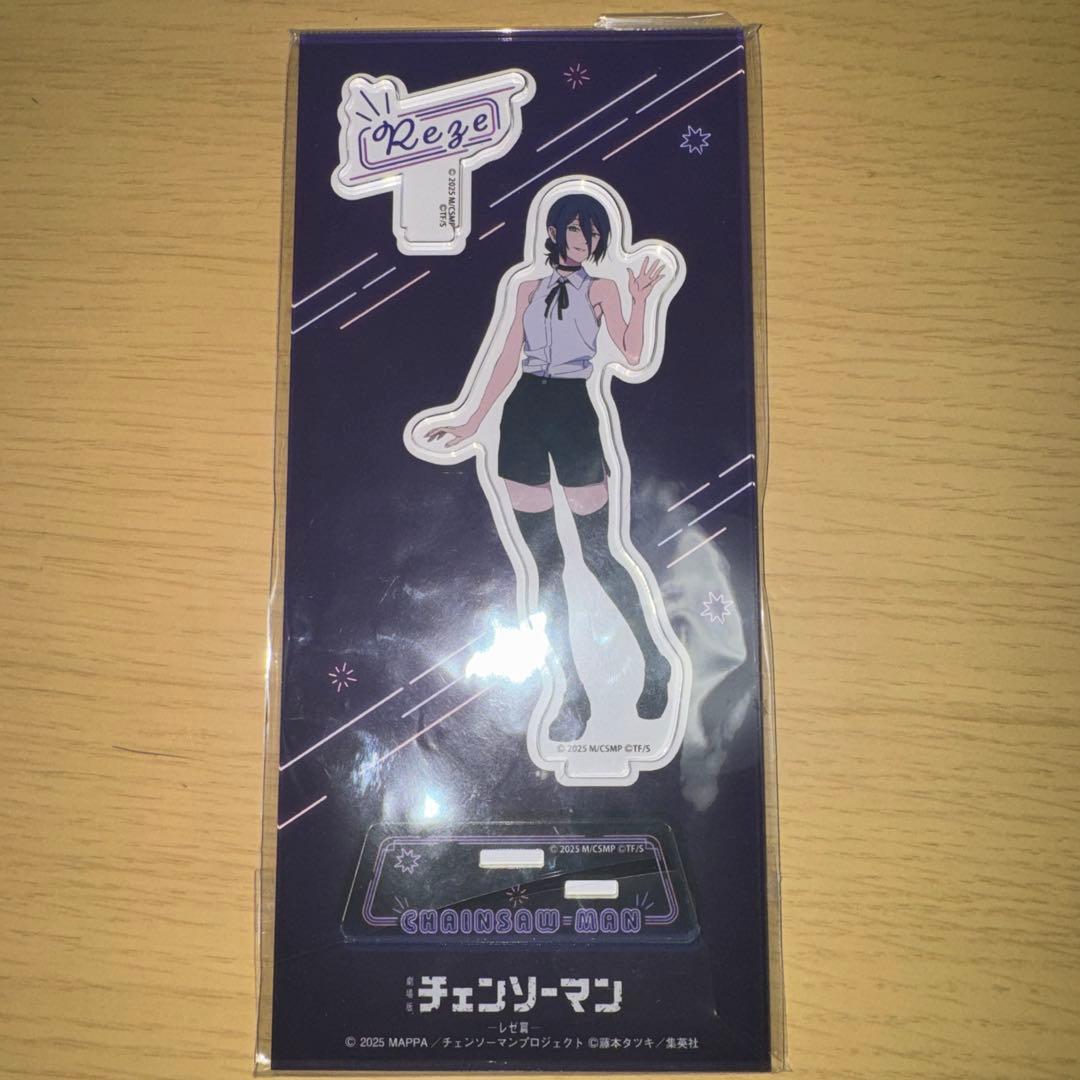 Reze
© 2025 M/CSMP
©TF/S
© 2025 M/CSMP ©TF/S
© 2025 M/CSMP ©TF/S
CHAINSAW MAN
劇場版 チェンソーマン
—レゼ篇—
© 2025 MAPPA／チェンソーマンプロジェクト ©藤本タツキ／集英社